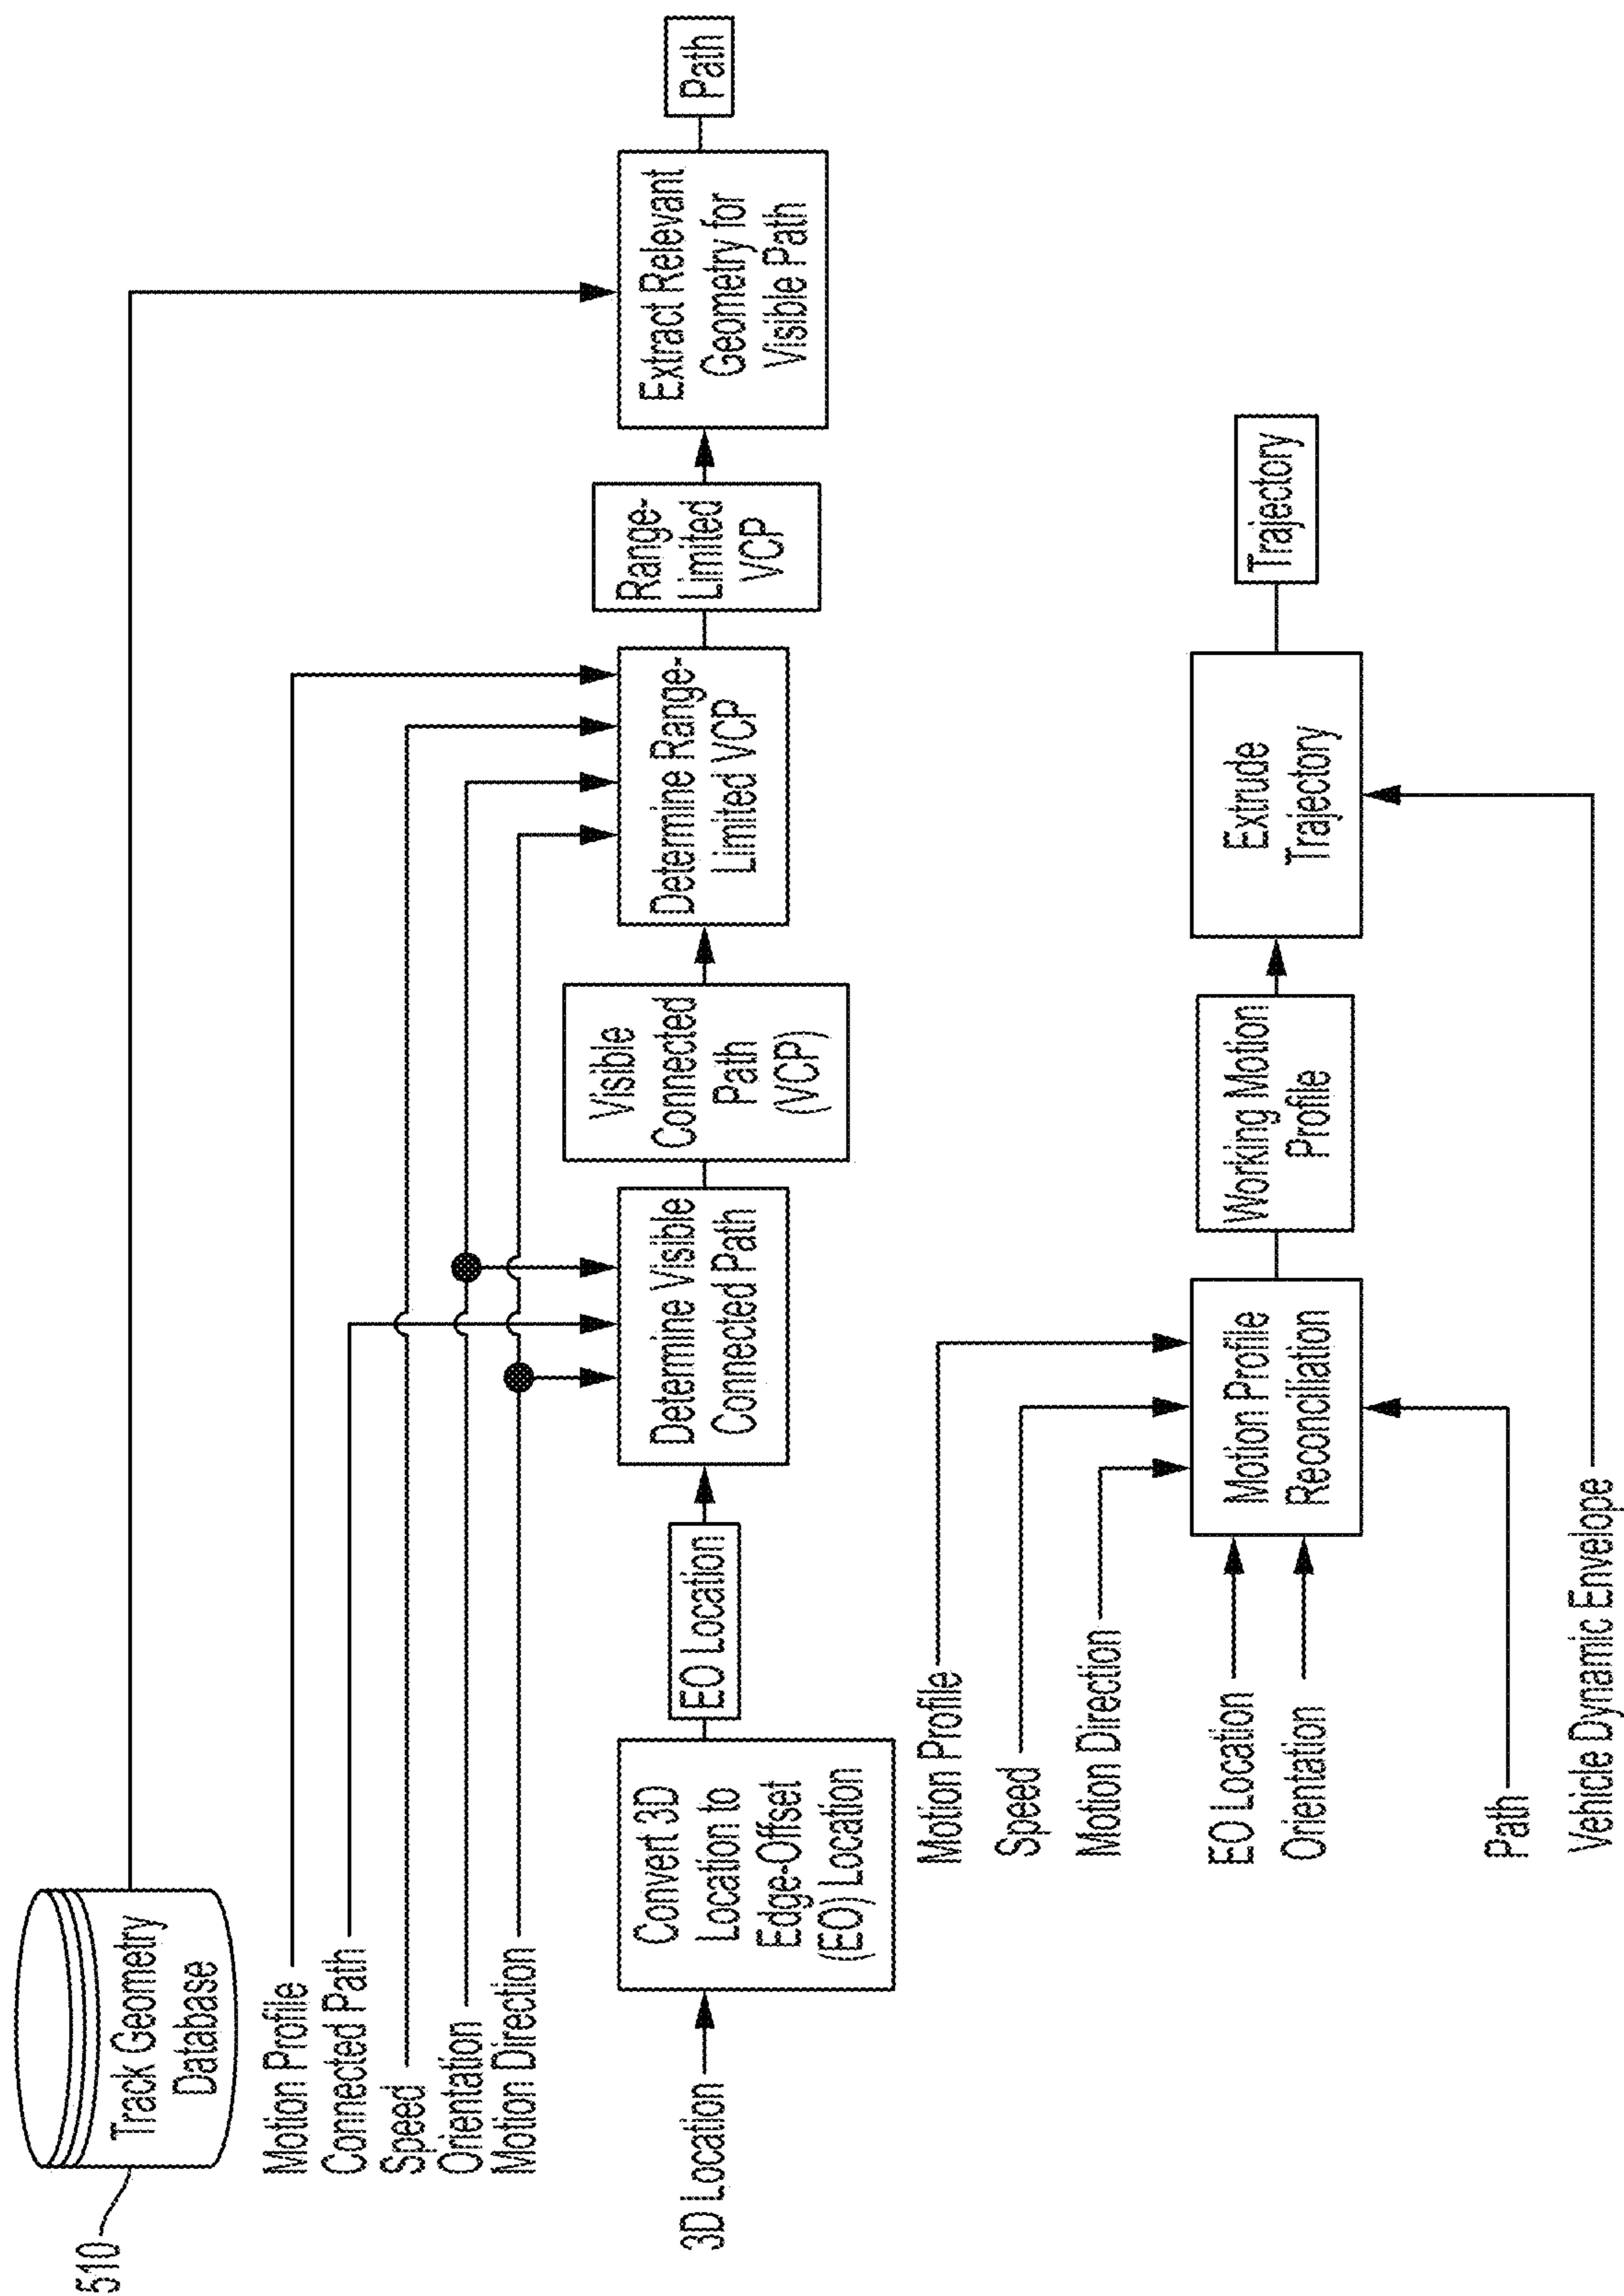 510
Track Geometry
Database
Motion Profile
Connected Path
Speed
Orientation
Motion Direction
3D Location
Convert 3D
Location to
Edge-Offset
(EO) Location
EO Location
Determine Visible
Connected Path
Visible
Connected
Path
(VCP)
Determine Range-
Limited VCP
Range-
Limited
VCP
Extract Relevant
Geometry for
Visible Path
Path
Motion Profile
Speed
Motion Direction
EO Location
Orientation
Path
Vehicle Dynamic Envelope
Motion Profile
Reconciliation
Working Motion
Profile
Extrude
Trajectory
Trajectory